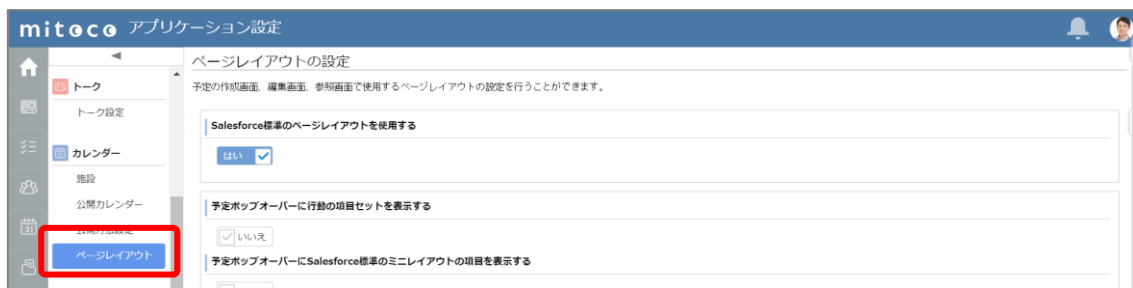 mitoco アプリケーション設定
ページレイアウトの設定
予定の作成画面、編集画面、参照画面で使用するページレイアウトの設定を行うことができます。
トーク
トーク設定
カレンダー
施設
公開カレンダー
公開方法設定
ページレイアウト
Salesforce標準のページレイアウトを使用する
はい
予定ポップオーバーに行動の項目セットを表示する
いいえ
予定ポップオーバーにSalesforce標準のミニレイアウトの項目を表示する
31